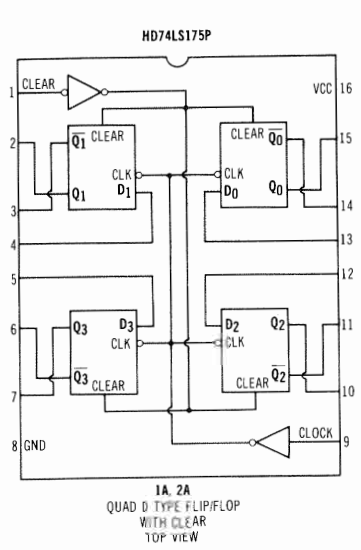 HD74LS175P
1 CLEAR VCC 16
CLEAR CLEAR
2 Q1 Q0 15
CLK CLK
Q1 D1 D0 Q0
3 14
4 13
5 12
Q3 D3 D2 Q2
6 11
CLK CLK
Q3 Q2
CLEAR CLEAR
7 10
CLOCK
8 GND 9
1A, 2A
QUAD D TYPE FLIP/FLOP
WITH CLEAR
TOP VIEW